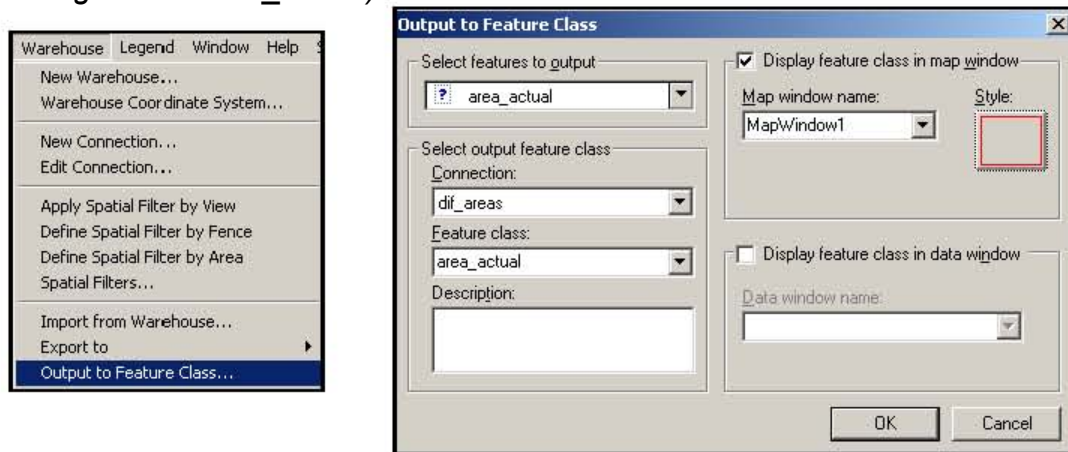 Warehouse Legend Window Help
New Warehouse...
Warehouse Coordinate System...
New Connection...
Edit Connection...
Apply Spatial Filter by View
Define Spatial Filter by Fence
Define Spatial Filter by Area
Spatial Filters...
Import from Warehouse...
Export to
Output to Feature Class...
Output to Feature Class
Select features to output
? area_actual
Select output feature class
Connection:
dif_areas
Feature class:
area_actual
Description:
Display feature class in map window
Map window name: Style:
MapWindow1
Display feature class in data window
Data window name:
OK Cancel